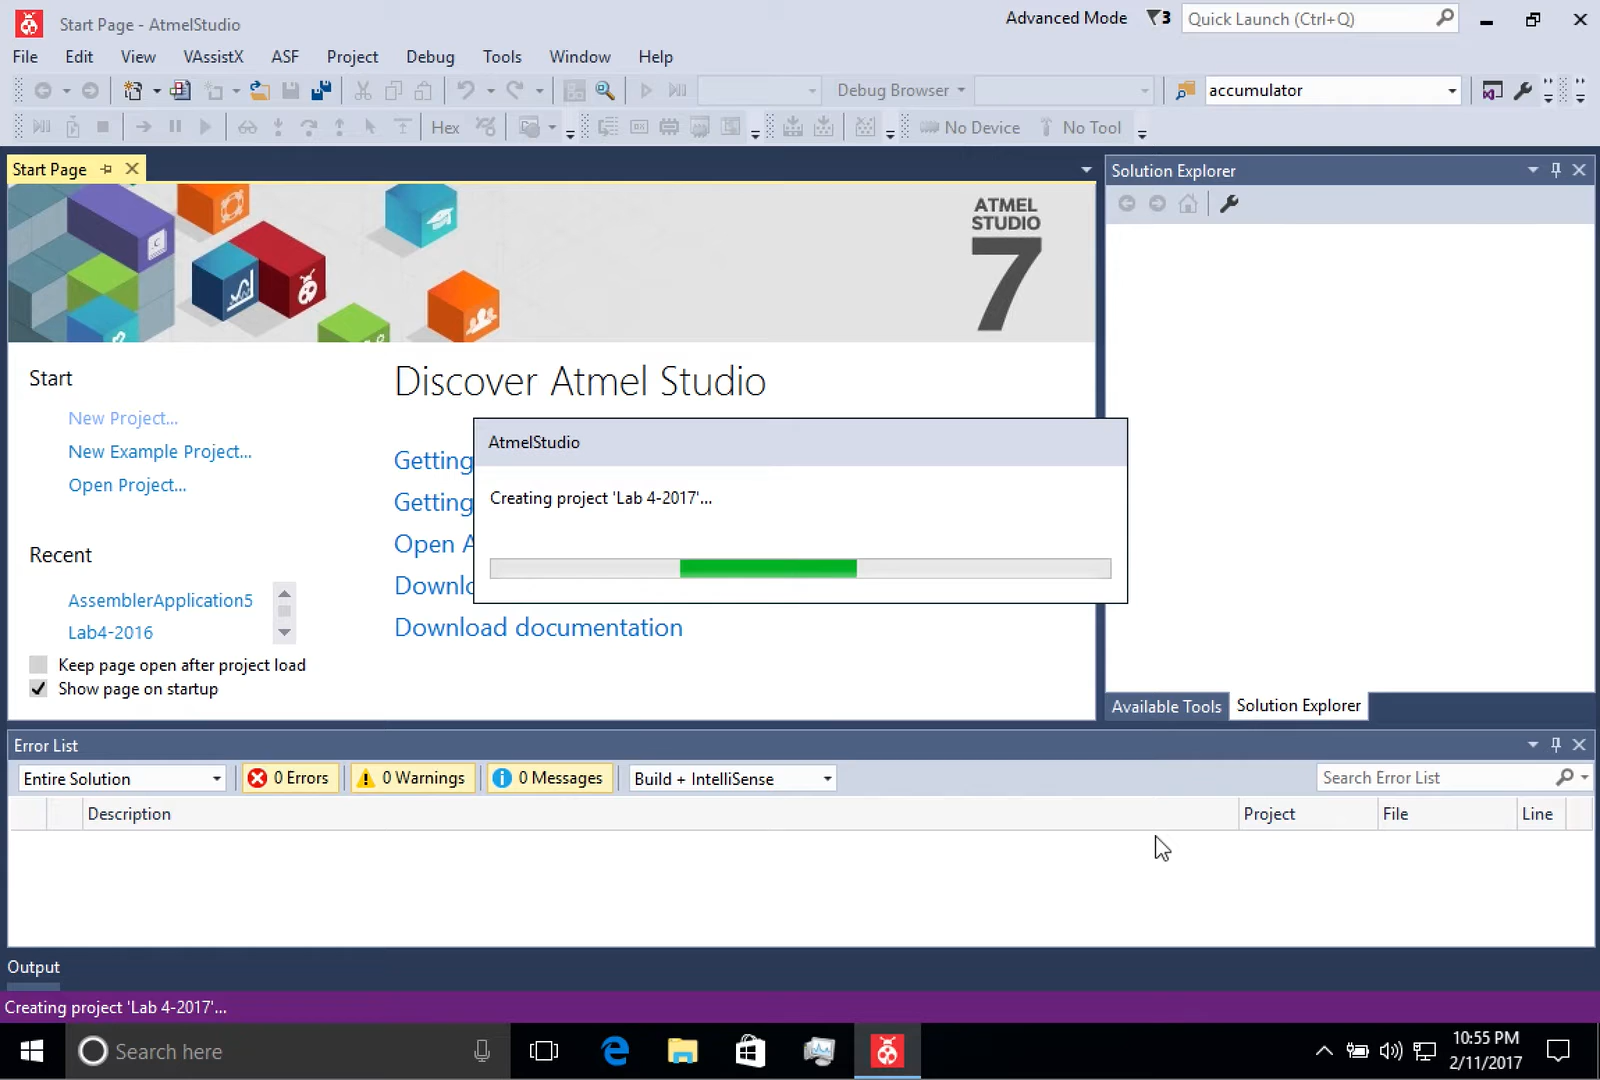 Start Page - AtmelStudio
Advanced Mode
3
Quick Launch (Ctrl+Q)
File Edit View VAssistX ASF Project Debug Tools Window Help
Debug Browser
accumulator
Hex
No Device
No Tool
Start Page
Solution Explorer
ATMEL
STUDIO
7
Start
New Project...
New Example Project...
Open Project...
Recent
AssemblerApplication5
Lab4-2016
Keep page open after project load
Show page on startup
Discover Atmel Studio
Getting
Getting
Open
Download documentation
AtmelStudio
Creating project 'Lab 4-2017'...
Available Tools
Solution Explorer
Error List
Entire Solution
0 Errors
0 Warnings
0 Messages
Build + IntelliSense
Search Error List
Description
Project
File
Line
Output
Creating project 'Lab 4-2017'...
Search here
10:55 PM
2/11/2017